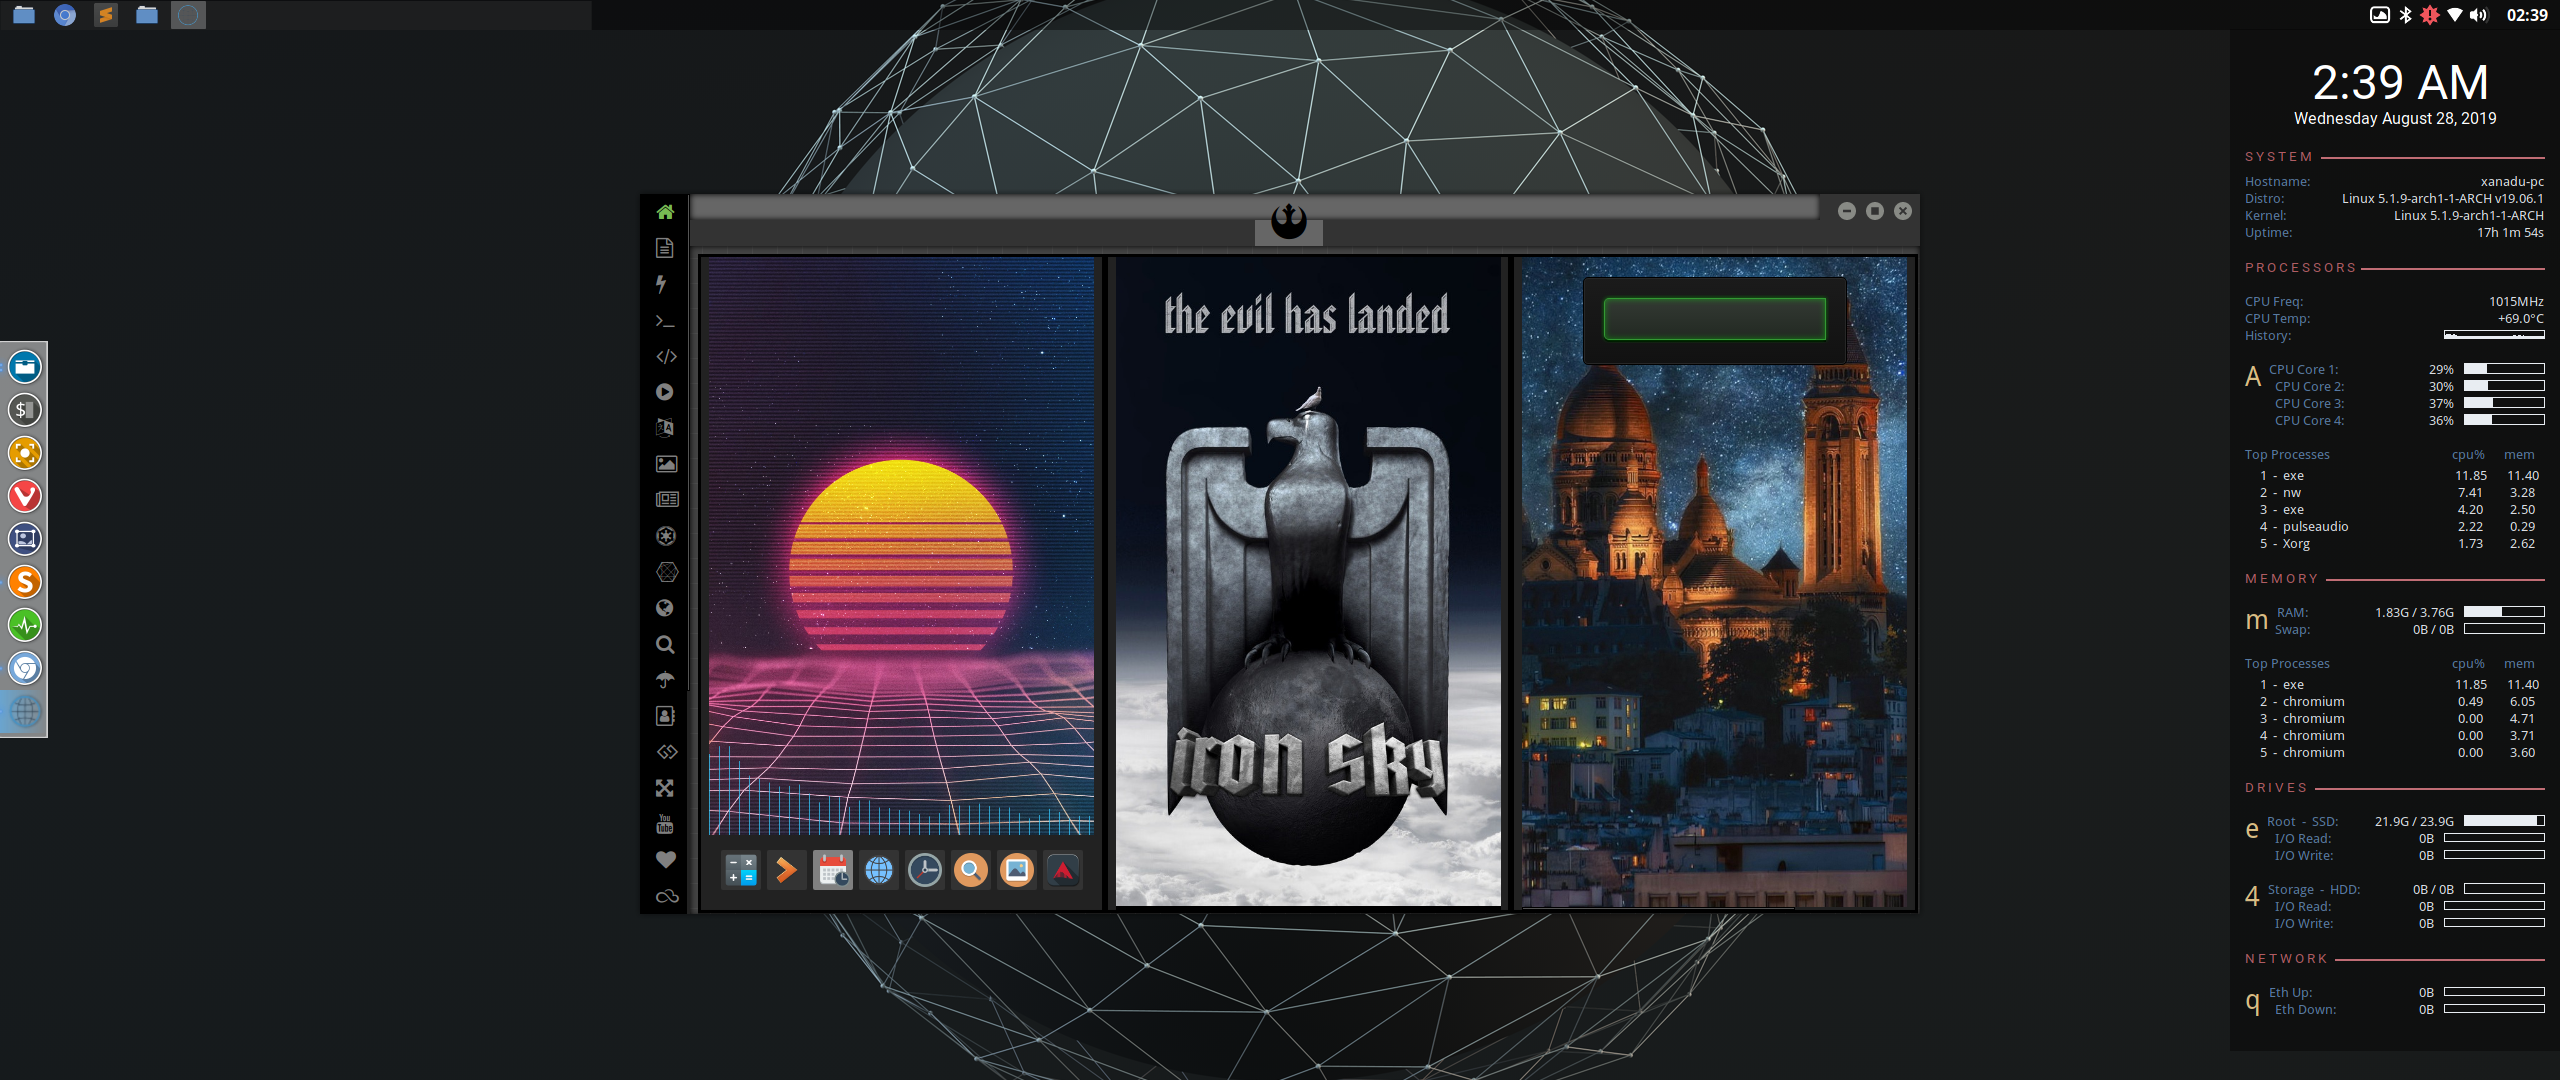 02:39
the evil has landed
iron sky
You
Tube
2:39 AM
Wednesday August 28, 2019
SYSTEM
Hostname: xanadu-pc
Distro: Linux 5.1.9-arch1-1-ARCH v19.06.1
Kernel: Linux 5.1.9-arch1-1-ARCH
Uptime: 17h 1m 54s
PROCESSORS
CPU Freq: 1015MHz
CPU Temp: +69.0°C
History:
A CPU Core 1: 29%
CPU Core 2: 30%
CPU Core 3: 37%
CPU Core 4: 36%
Top Processes cpu% mem
1 - exe 11.85 11.40
2 - nw 7.41 3.28
3 - exe 4.20 2.50
4 - pulseaudio 2.22 0.29
5 - Xorg 1.73 2.62
MEMORY
m RAM: 1.83G / 3.76G
Swap: 0B / 0B
Top Processes cpu% mem
1 - exe 11.85 11.40
2 - chromium 0.49 6.05
3 - chromium 0.00 4.71
4 - chromium 0.00 3.71
5 - chromium 0.00 3.60
DRIVES
e Root - SSD: 21.9G / 23.9G
I/O Read: 0B
I/O Write: 0B
4 Storage - HDD: 0B / 0B
I/O Read: 0B
I/O Write: 0B
NETWORK
q Eth Up: 0B
Eth Down: 0B